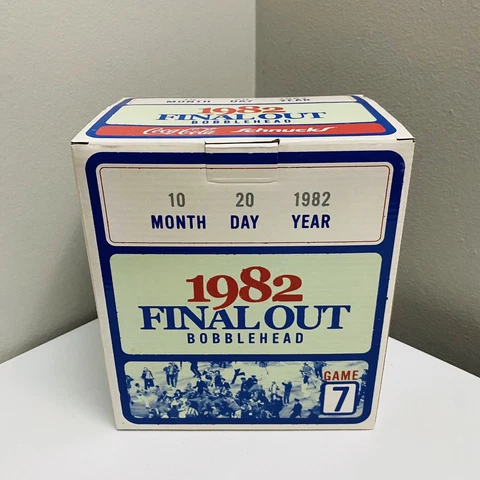 MONTH DAY YEAR
1982
FINAL OUT
BOBBLEHEAD
Coca-Cola Schnucks
10 20 1982
MONTH DAY YEAR
1982
FINAL OUT
BOBBLEHEAD
GAME
7